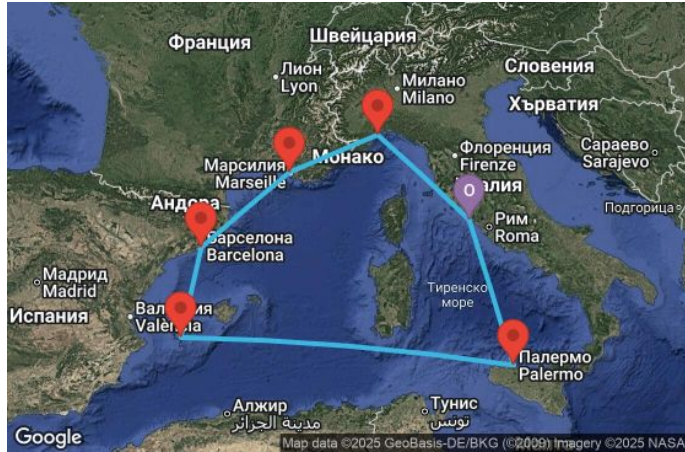 Франция
Швейцария
Лион
Lyon
Милано
Milano
Словения
Хърватия
Сараево
Sarajevo
Марсилия
Marseille
Монако
Флоренция
Firenze
Подгорица
Андора
Рим
Roma
O
Барселона
Barcelona
Мадрид
Madrid
Испания
València
Тиренско
море
Палермо
Palermo
Алжир
مدينة الجزائر
Тунис
تونس
Google
Map data ©2025 GeoBasis-DE/BKG (©2009) Imagery ©2025 NASA